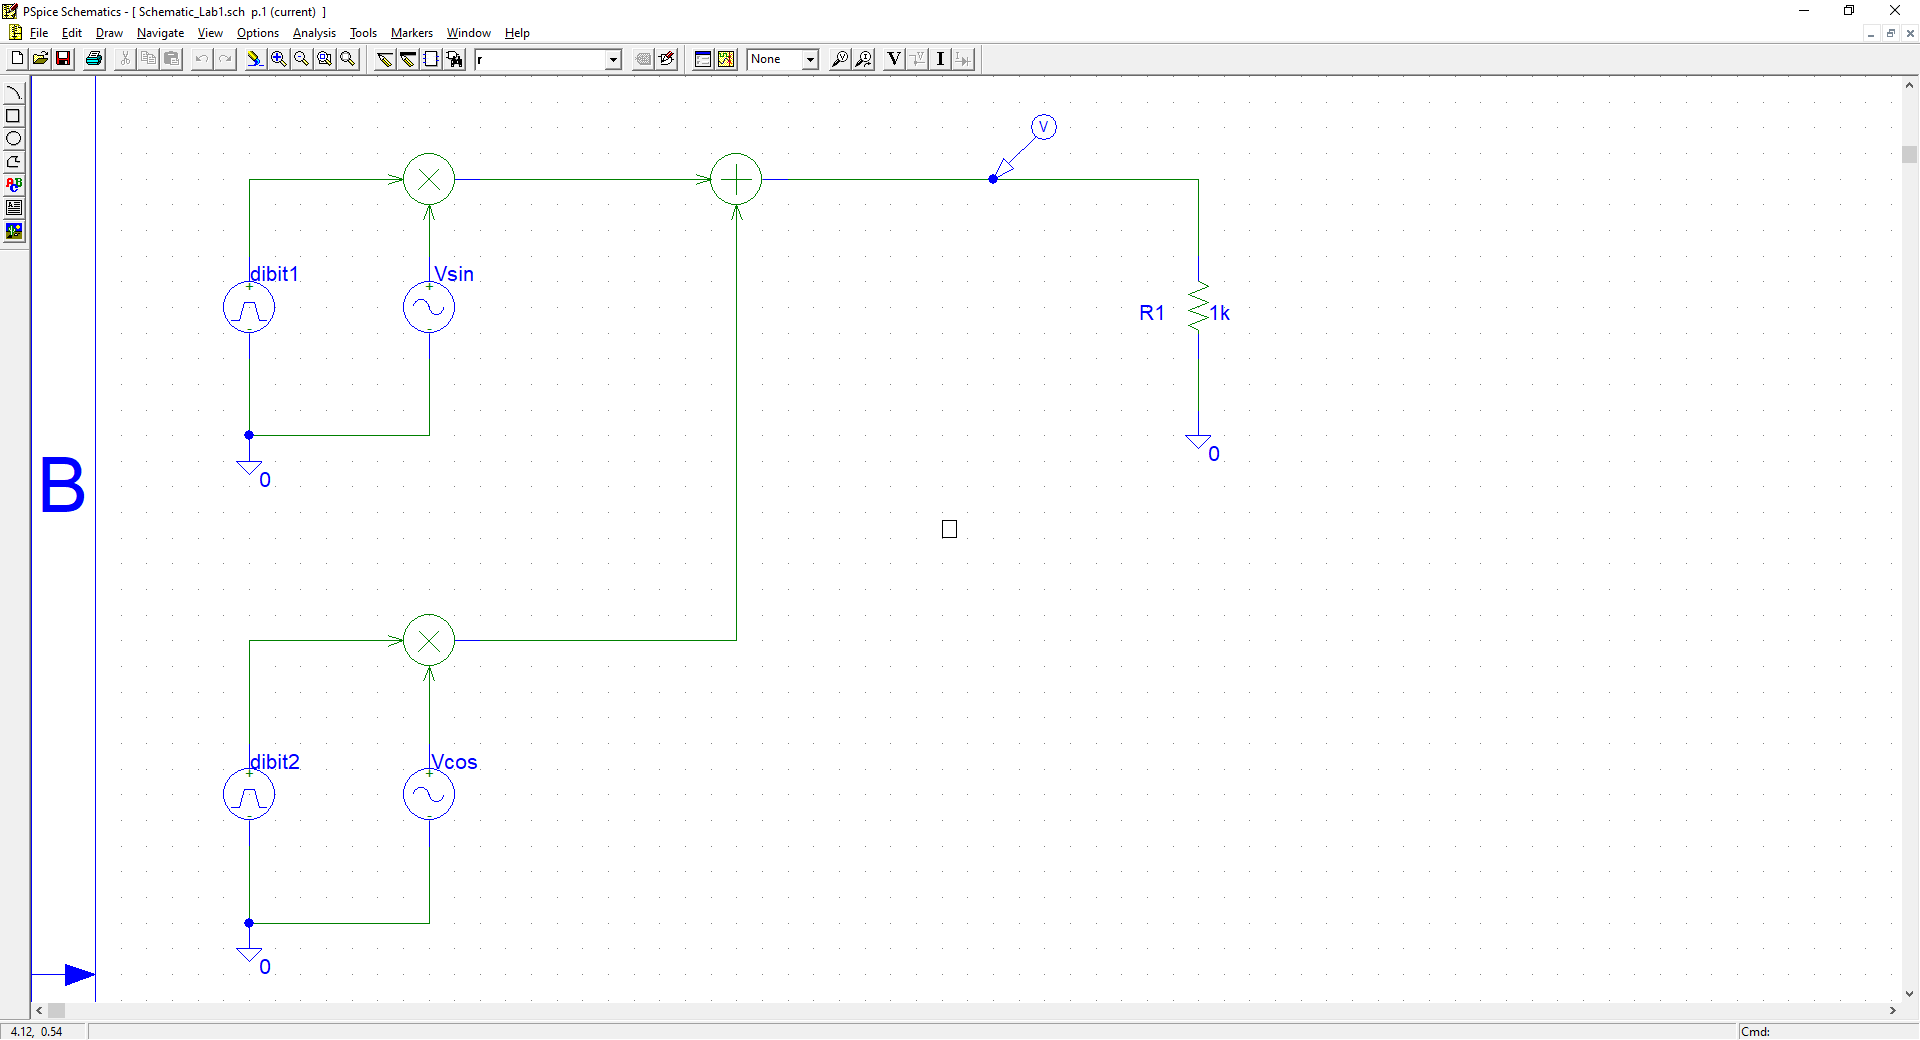 PSpice Schematics - [ Schematic_Lab1.sch p.1 (current) ]
File Edit Draw Navigate View Options Analysis Tools Markers Window Help
r None V I
ABC
V
dibit1 Vsin
R1 1k
0
0
B
dibit2 Vcos
0
4.12, 0.54 Cmd: